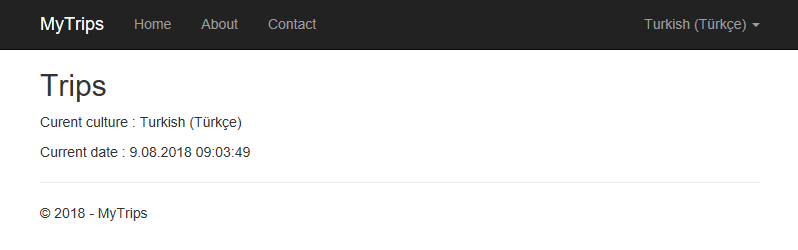 MyTrips Home About Contact Turkish (Türkçe)
Trips
Curent culture : Turkish (Türkçe)
Current date : 9.08.2018 09:03:49
© 2018 - MyTrips